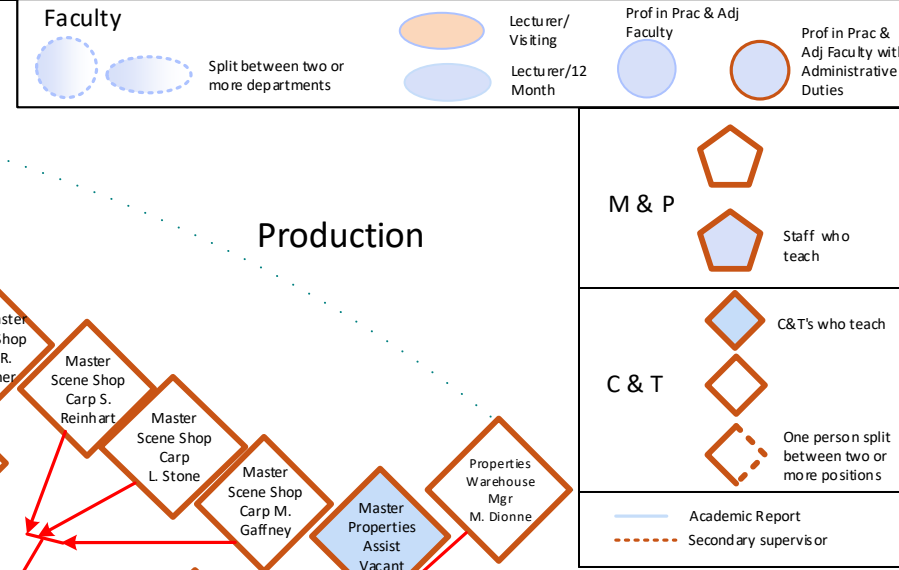 Faculty
Split between two or
more departments
Lecturer/
Visiting
Lecturer/12
Month
Prof in Prac & Adj
Faculty
Prof in Prac &
Adj Faculty
Administrative
Duties
Production
M & P
Staff who
teach
C&T's who teach
C & T
One person split
between two or
more positions
Academic Report
Secondary supervisor
R.
Master
Scene Shop
Carp S.
Reinhart
Master
Scene Shop
Carp
L. Stone
Master
Scene Shop
Carp M.
Gaffney
Master
Properties
Assist
Vacant
Properties
Warehouse
Mgr
M. Dionne